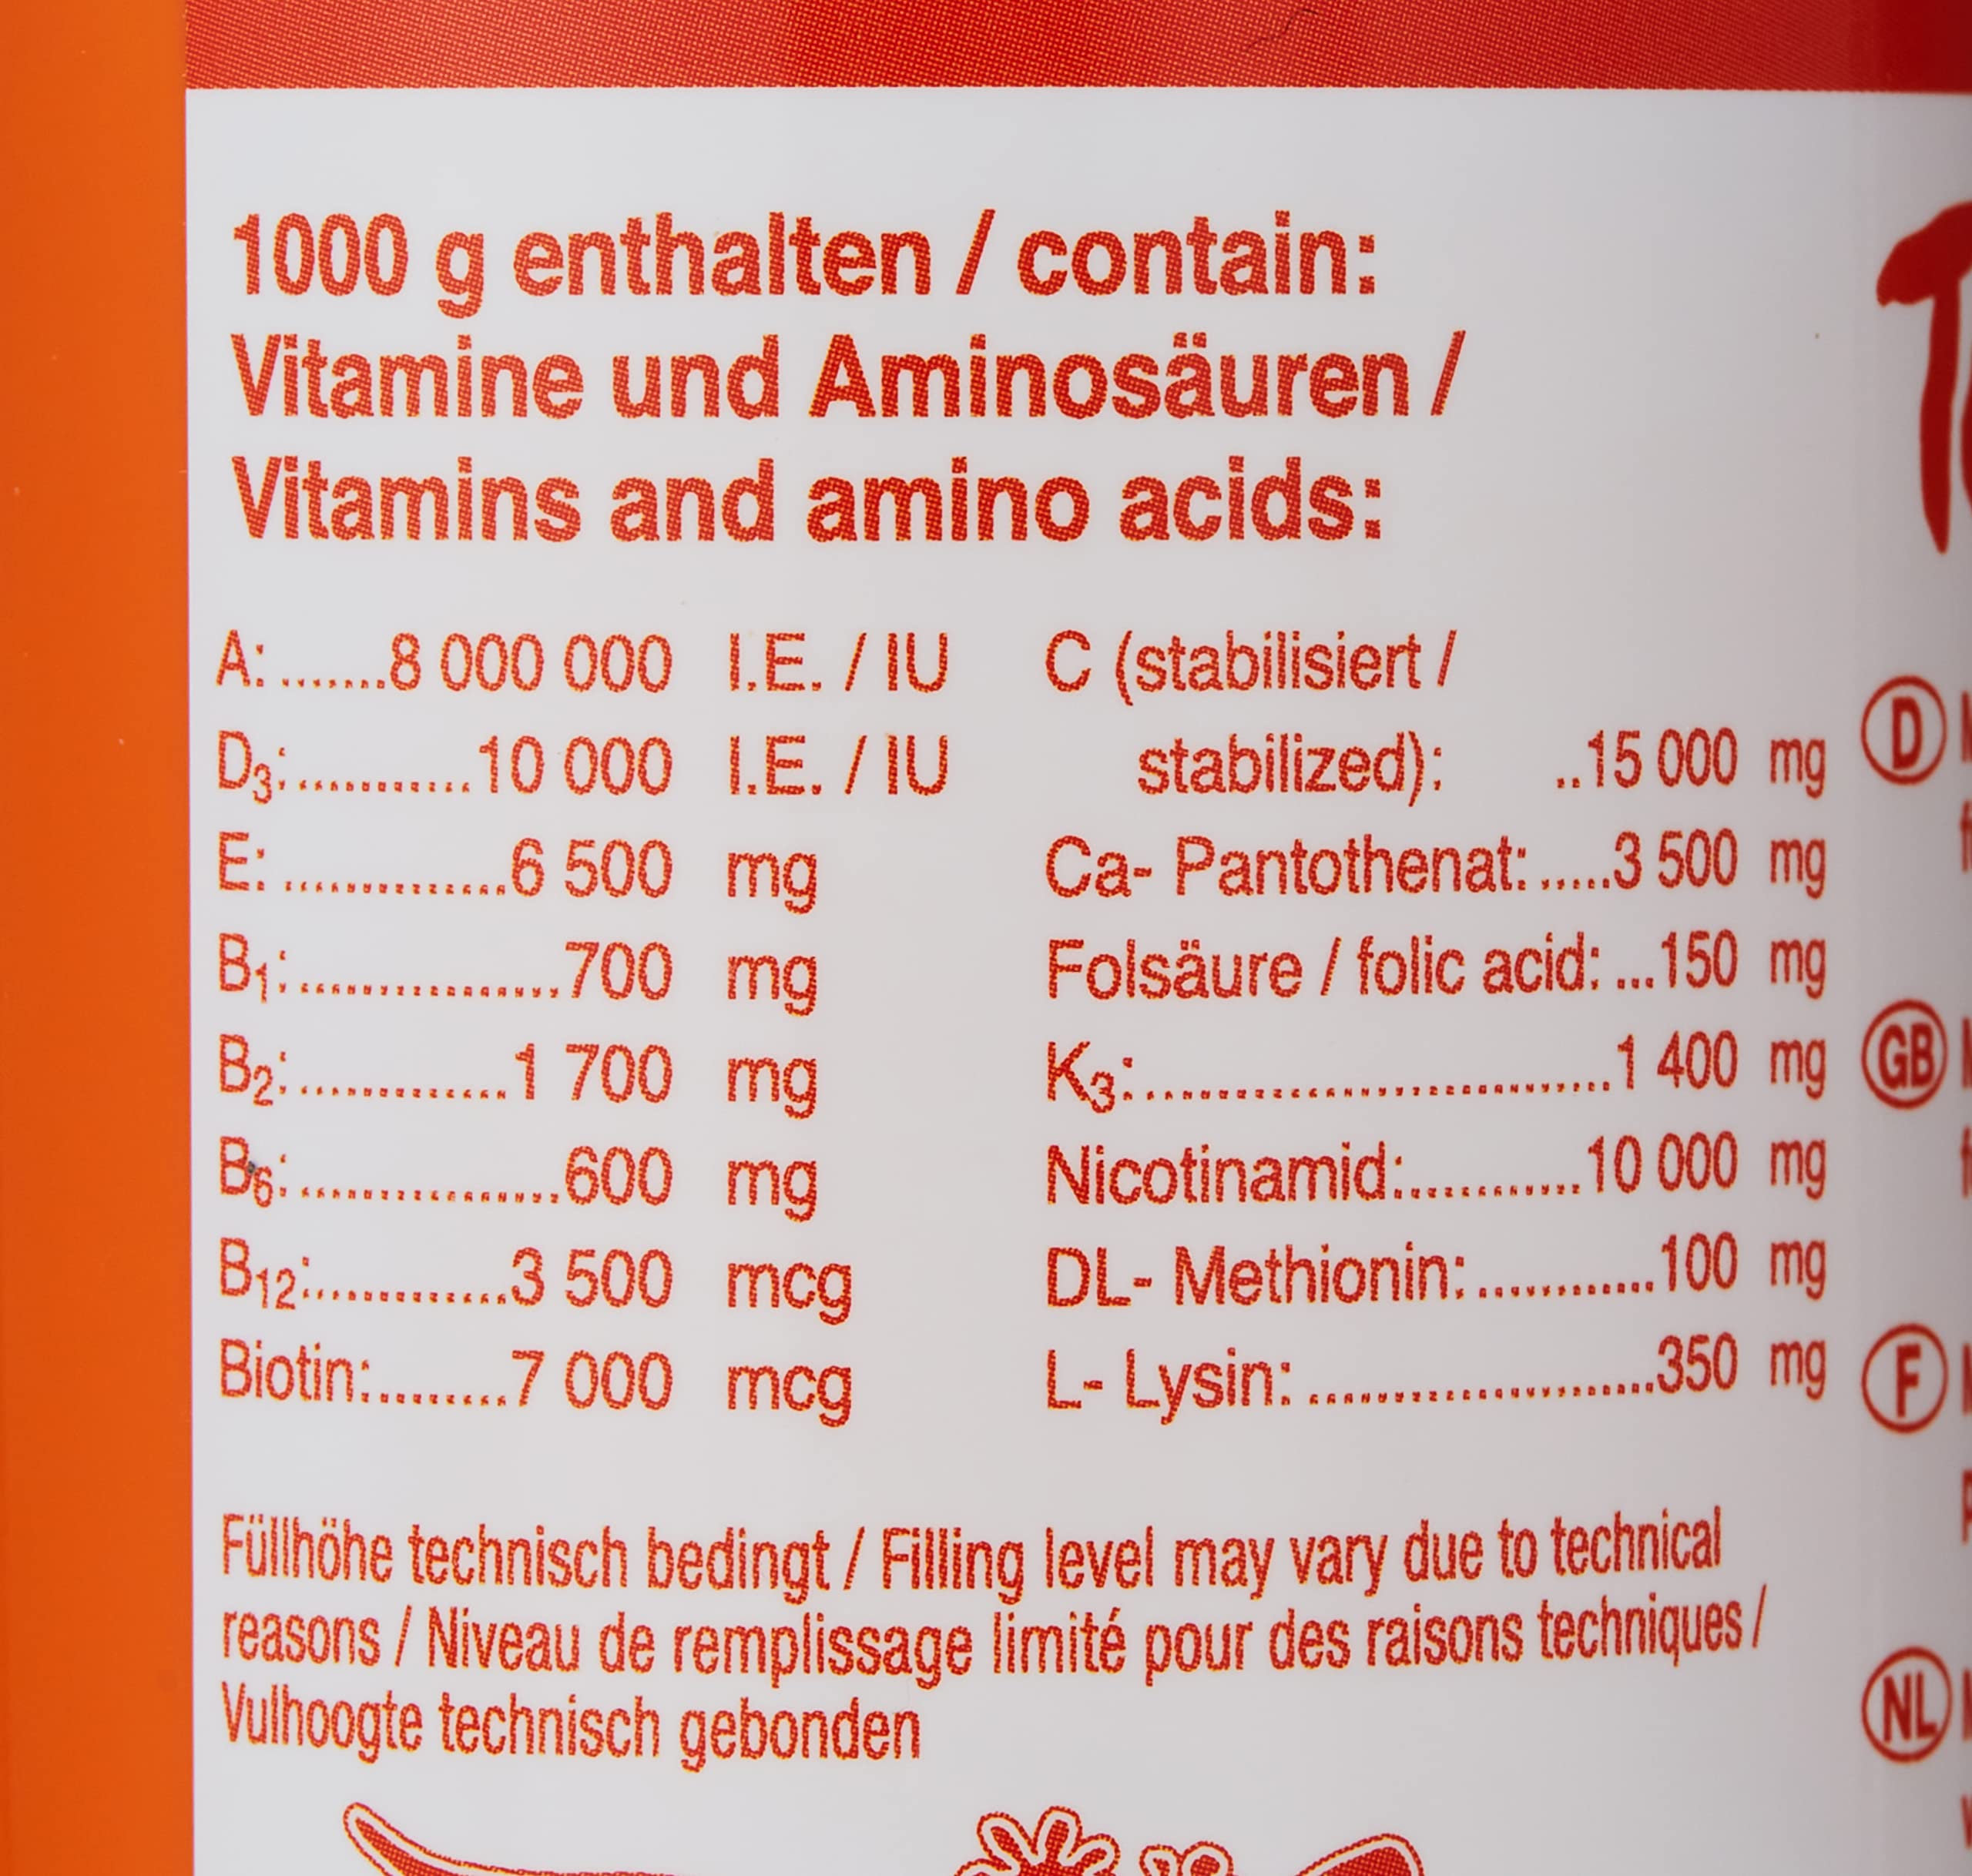 1000 g enthalten / contain:
Vitamine und Aminosäuren /
Vitamins and amino acids:
A: .......8 000 000 I.E. / IU
D3:...........10 000 I.E. / IU
E: ..............6 500 mg
B1:.................700 mg
B2:.............1 700 mg
B6:.................600 mg
B12:.............3 500 mcg
Biotin:.........7 000 mcg
C (stabilisiert /
stabilized): ..15 000 mg
Ca- Pantothenat: .....3 500 mg
Folsäure / folic acid: ...150 mg
K3:..............................1 400 mg
Nicotinamid:...........10 000 mg
DL- Methionin: ...........100 mg
L- Lysin: ......................350 mg
Füllhöhe technisch bedingt / Filling level may vary due to technical
reasons / Niveau de remplissage limité pour des raisons techniques /
Vulhoogte technisch gebonden
D
GB
F
NL